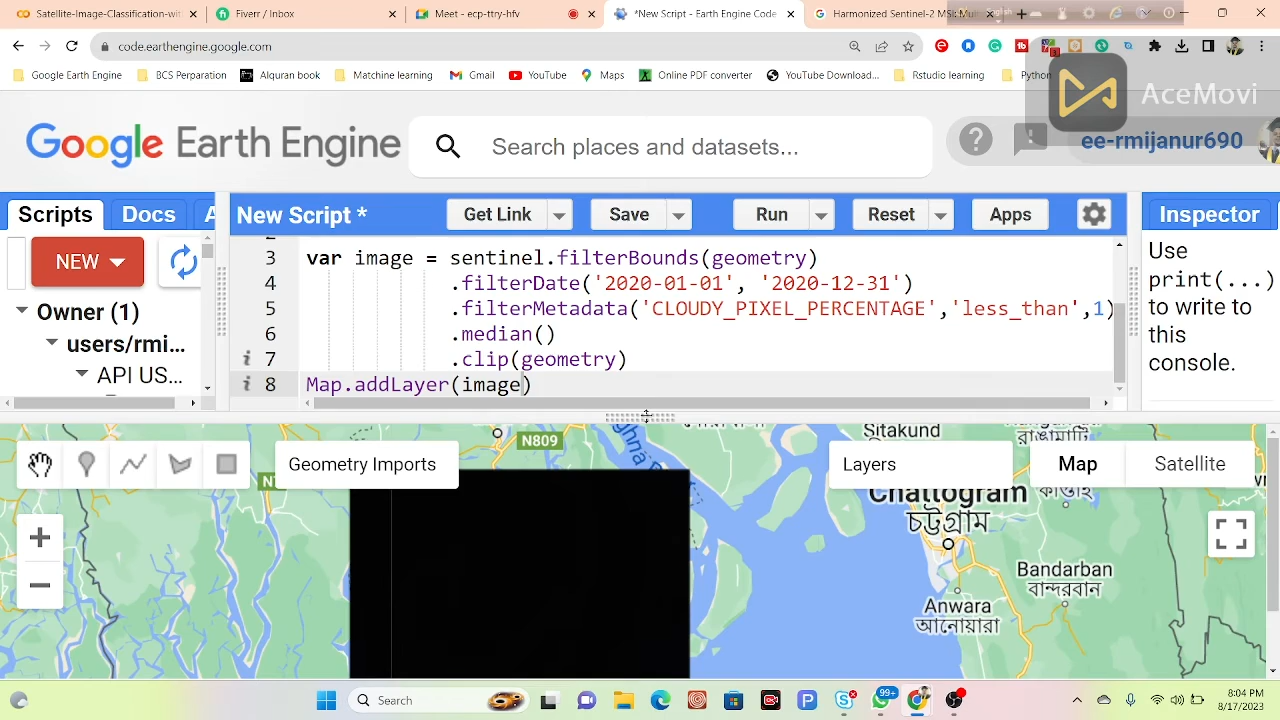 Satellite-Image-Classification-wit
Fiverr / Inbox
Meet - ecp-ttry-hfv
*New Script - Earth Engine Code
Harmonized Sentinel-2 MSI: Mult
code.earthengine.google.com
Google Earth Engine
BCS Perparation
Alquran book
Matchine learning
Gmail
YouTube
Maps
Online PDF converter
YouTube Download...
Rstudio learning
Python
AceMovi
Google Earth Engine
Search places and datasets...
ee-rmijanur690
Scripts
Docs
A
New Script *
Get Link
Save
Run
Reset
Apps
Inspector
NEW
Owner (1)
users/rmi...
API US...
3 var image = sentinel.filterBounds(geometry)
4 .filterDate('2020-01-01', '2020-12-31')
5 .filterMetadata('CLOUDY_PIXEL_PERCENTAGE','less_than',1)
6 .median()
i 7 .clip(geometry)
i 8 Map.addLayer(image)
Use
print(...)
to write to
this
console.
N809
Geometry Imports
Layers
Map
Satellite
Sitakund
Chattogram
চট্টগ্রাম
কাপ্তাই
Bandarban
বান্দরবান
Anwara
আনোয়ারা
Search
99+
8:04 PM
8/17/2023